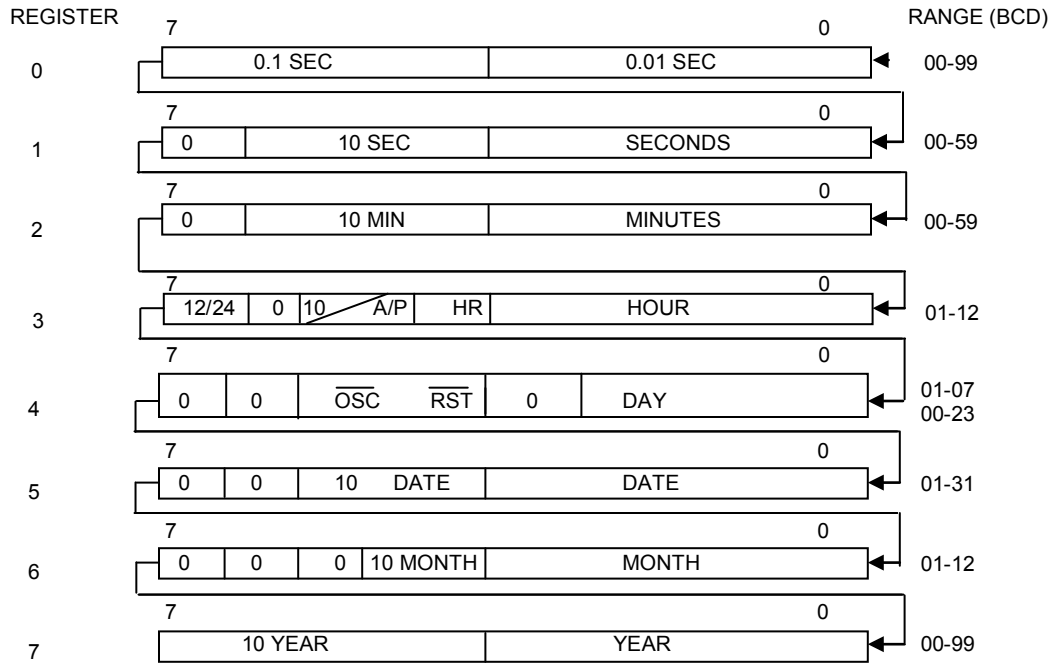 REGISTER RANGE (BCD)
7 0
0 0.1 SEC 0.01 SEC 00-99
7 0
1 0 10 SEC SECONDS 00-59
7 0
2 0 10 MIN MINUTES 00-59
7 0
3 12/24 0 10 A/P HR HOUR 01-12
7 0
4 0 0 OSC RST 0 DAY 01-07
00-23
7 0
5 0 0 10 DATE DATE 01-31
7 0
6 0 0 0 10 MONTH MONTH 01-12
7 0
7 10 YEAR YEAR 00-99